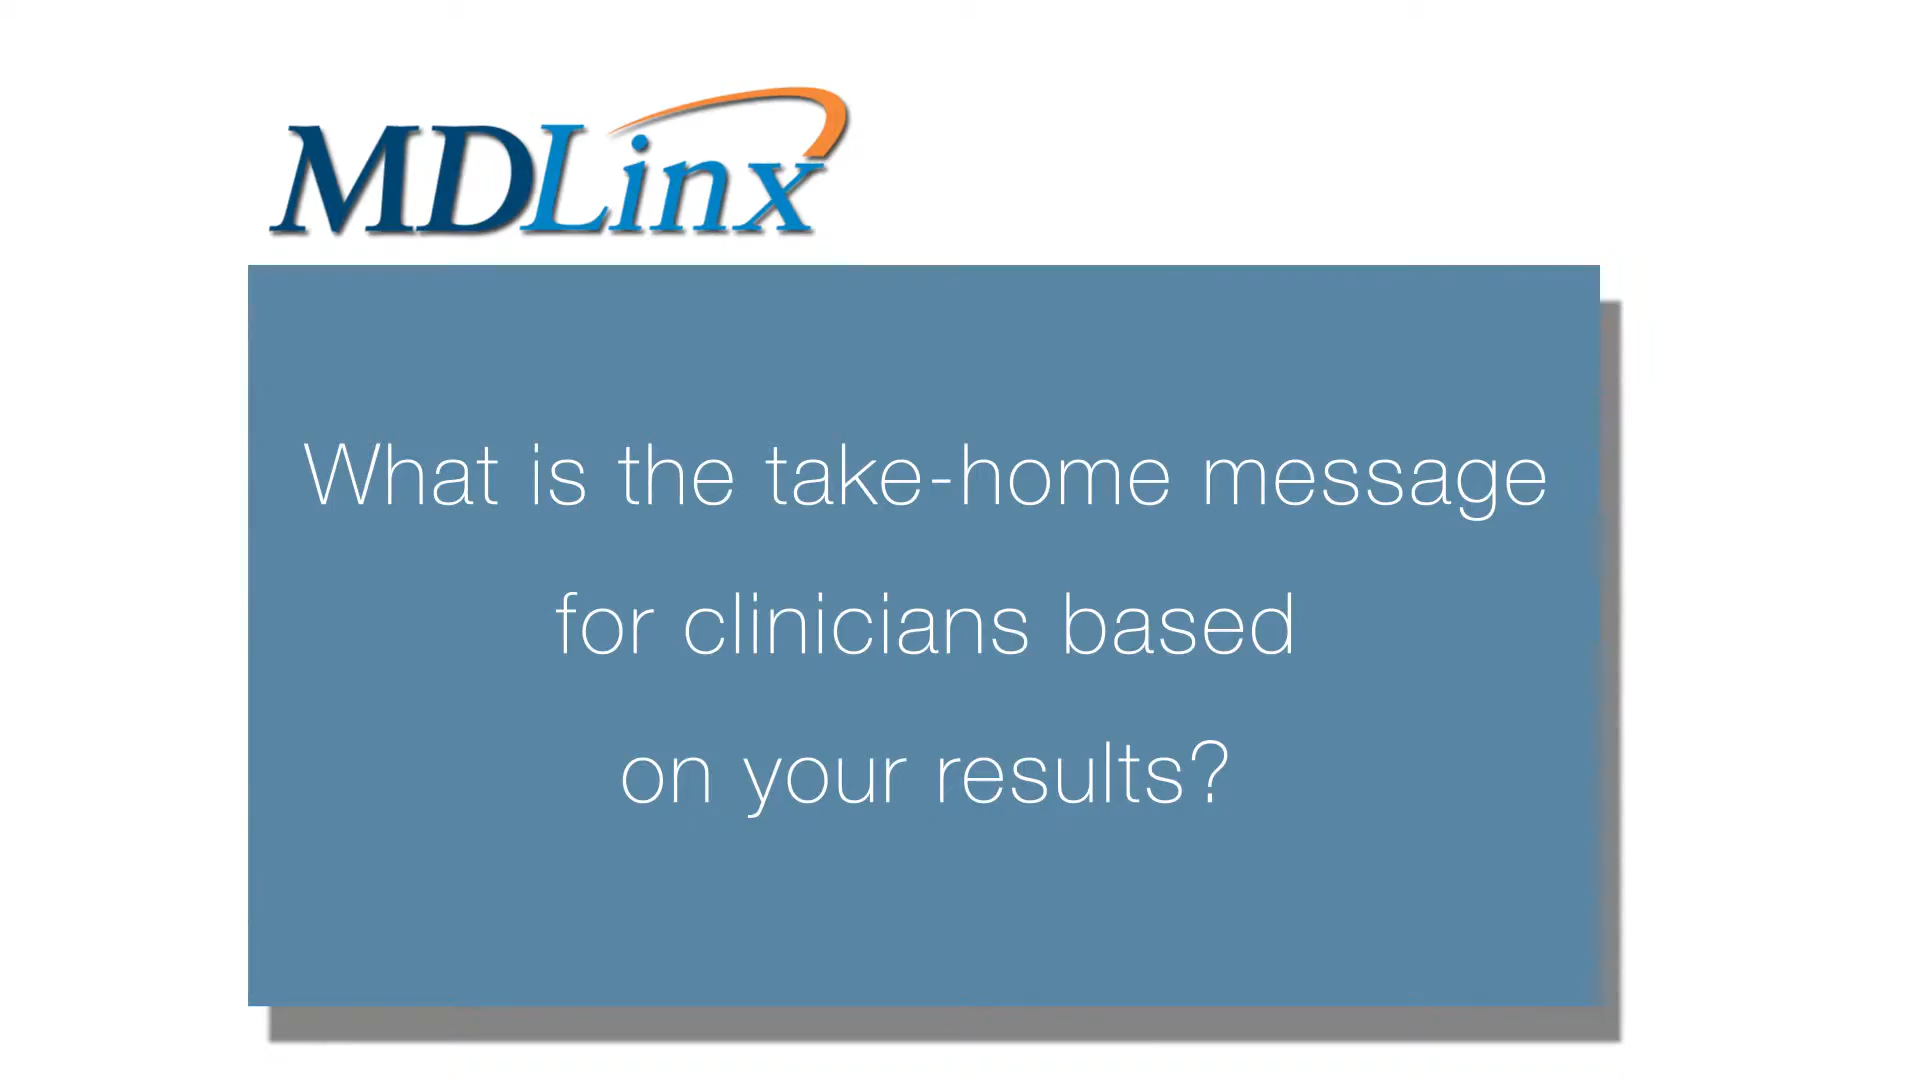 MDLinx
What is the take-home message
for clinicians based
on your results?